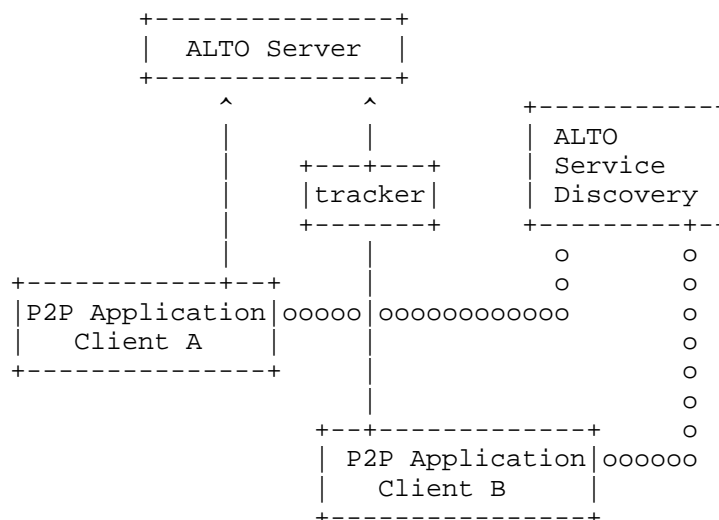 ALTO Server
ALTO
Service
tracker
Discovery
P2P Application
Client A
P2P Application
Client B